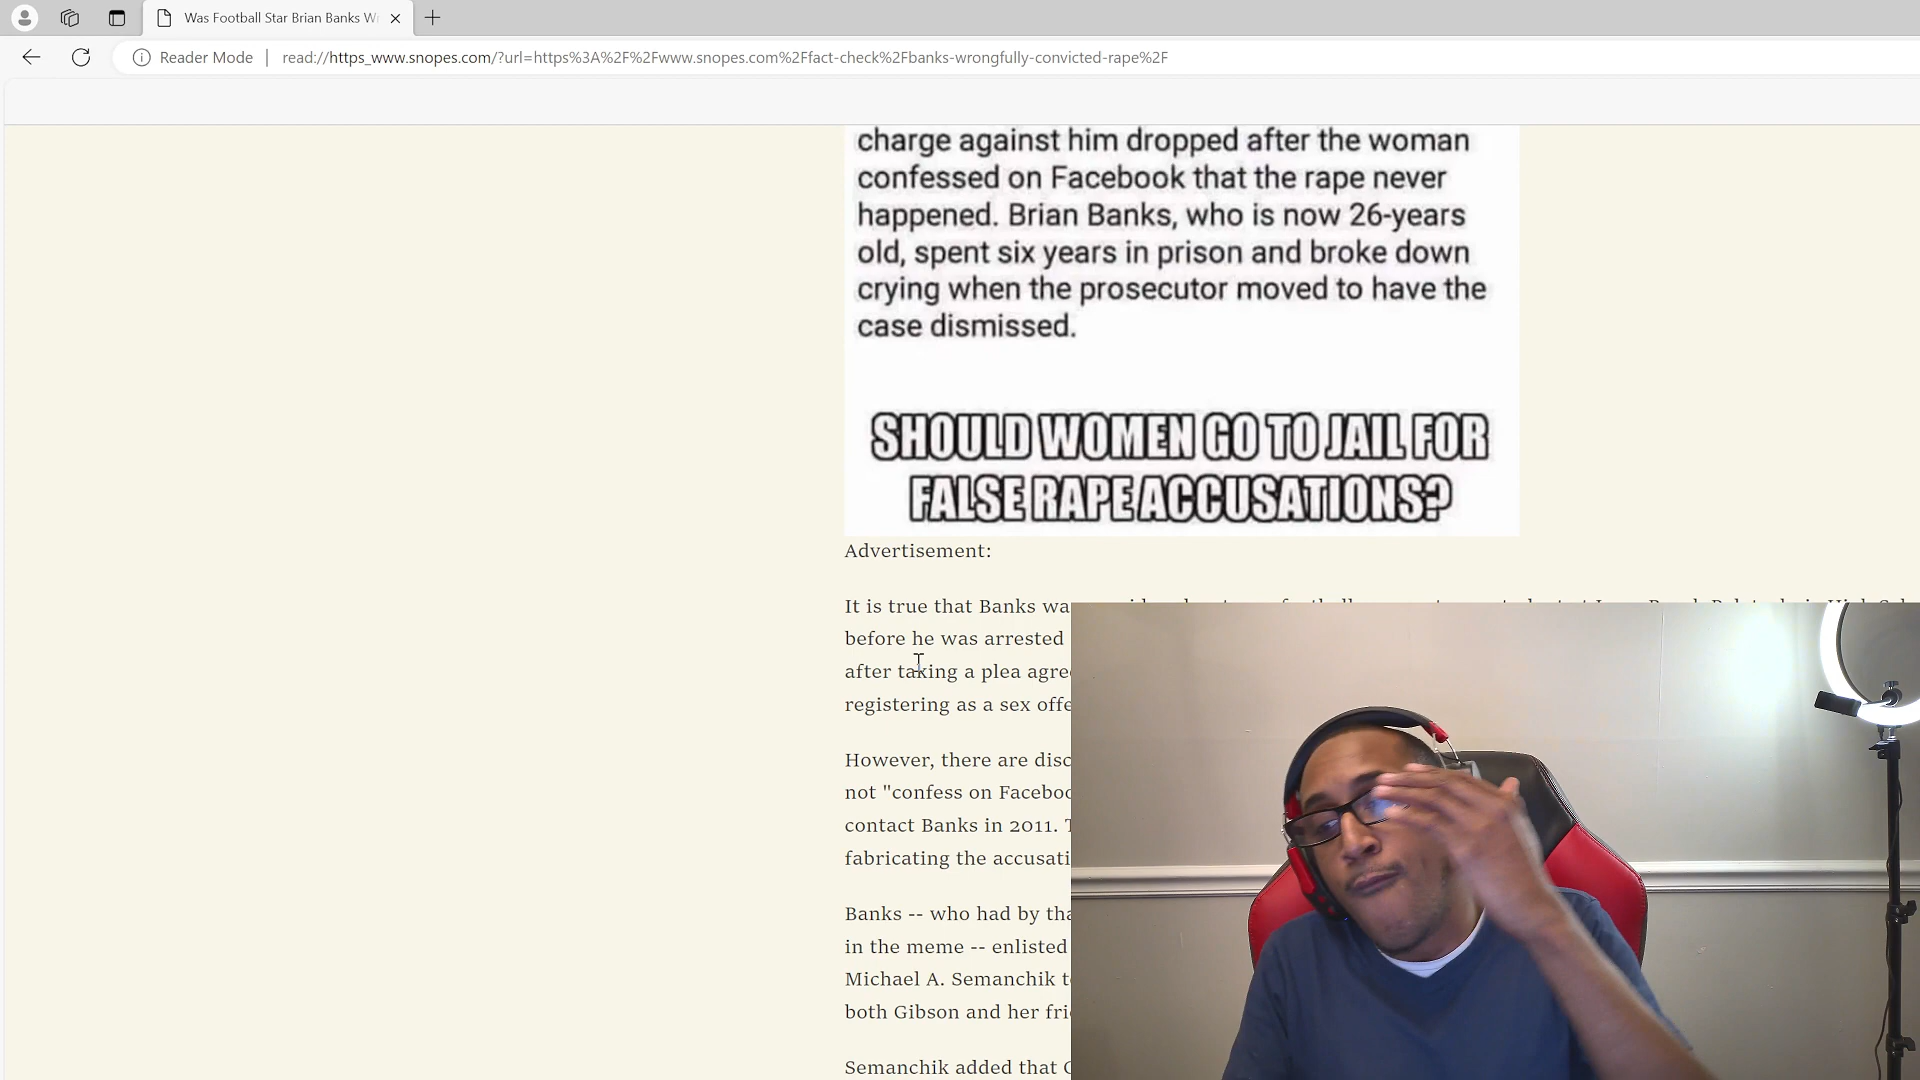 Was Football Star Brian Banks W
Reader Mode
read://https_www.snopes.com/?url=https%3A%2F%2Fwww.snopes.com%2Ffact-check%2Fbanks-wrongfully-convicted-rape%2F
charge against him dropped after the woman
confessed on Facebook that the rape never
happened. Brian Banks, who is now 26-years
old, spent six years in prison and broke down
crying when the prosecutor moved to have the
case dismissed.
SHOULD WOMEN GO TO JAIL FOR
FALSE RAPE ACCUSATIONS?
Advertisement:
It is true that Banks wa
before he was arrested
after taking a plea agre
registering as a sex offe
However, there are disc
not "confess on Faceboo
contact Banks in 2011. T
fabricating the accusati
Banks -- who had by tha
in the meme -- enlisted
Michael A. Semanchik t
both Gibson and her frie
Semanchik added that G